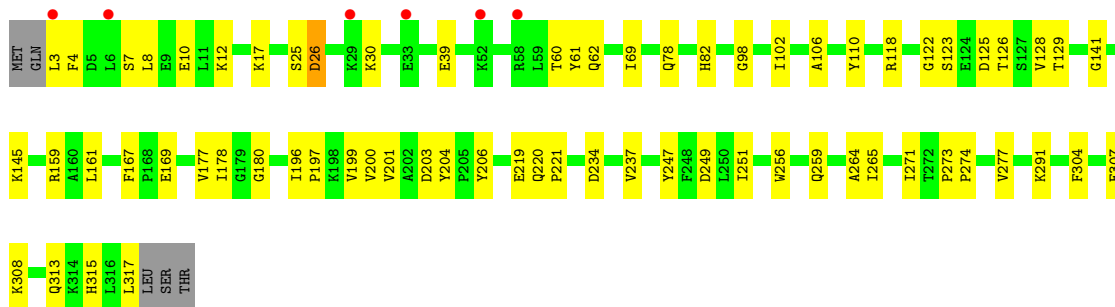 MET GLN L3 F4 D5 L6 S7 L8 E9 E10 L11 K12 K17 S25 D26 K29 K30 E33 E39 K52 R58 L59 T60 Y61 Q62 I69 Q78 H82 G98 I102 A106 Y110 R118 G122 S123 E124 D125 T126 S127 V128 T129 G141
K145 R159 A160 L161 F167 P168 E169 V177 I178 G179 G180 I196 P197 K198 V199 V200 V201 A202 D203 Y204 P205 Y206 E219 Q220 P221 D234 V237 Y247 F248 D249 L250 I251 W256 Q259 A264 I265 I271 T272 P273 P274 V277 K291 F304
K308 Q313 K314 H315 L316 L317 LEU SER THR